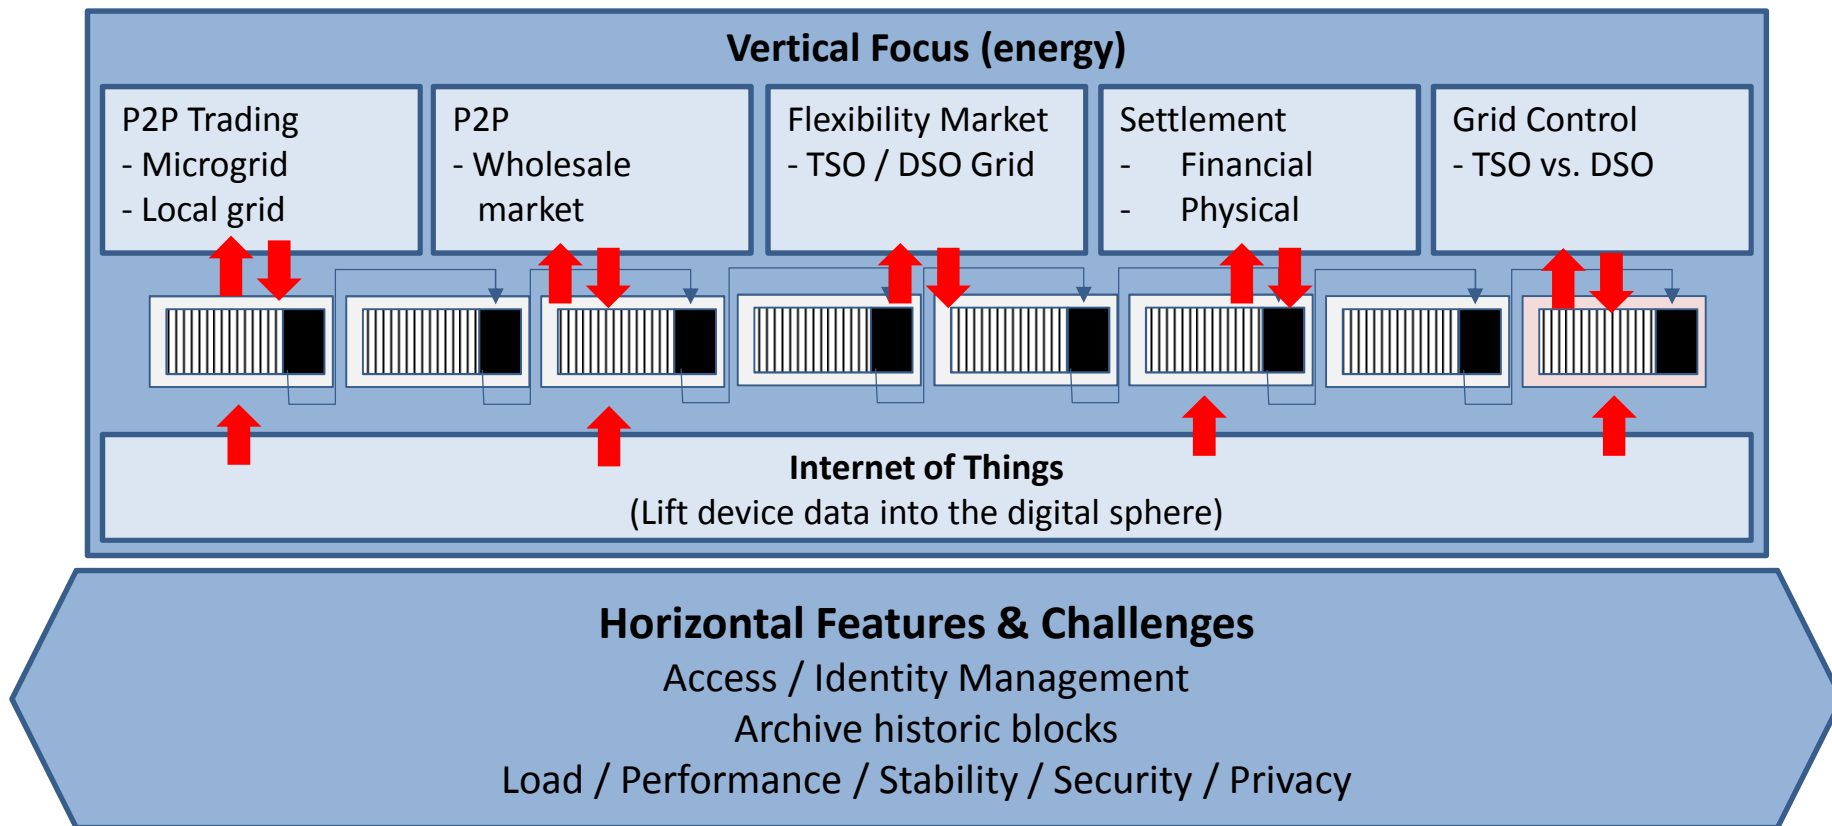 Vertical Focus (energy)
P2P Trading
- Microgrid
- Local grid
P2P
- Wholesale
market
Flexibility Market
- TSO / DSO Grid
Settlement
- Financial
- Physical
Grid Control
- TSO vs. DSO
Internet of Things
(Lift device data into the digital sphere)
Horizontal Features & Challenges
Access / Identity Management
Archive historic blocks
Load / Performance / Stability / Security / Privacy